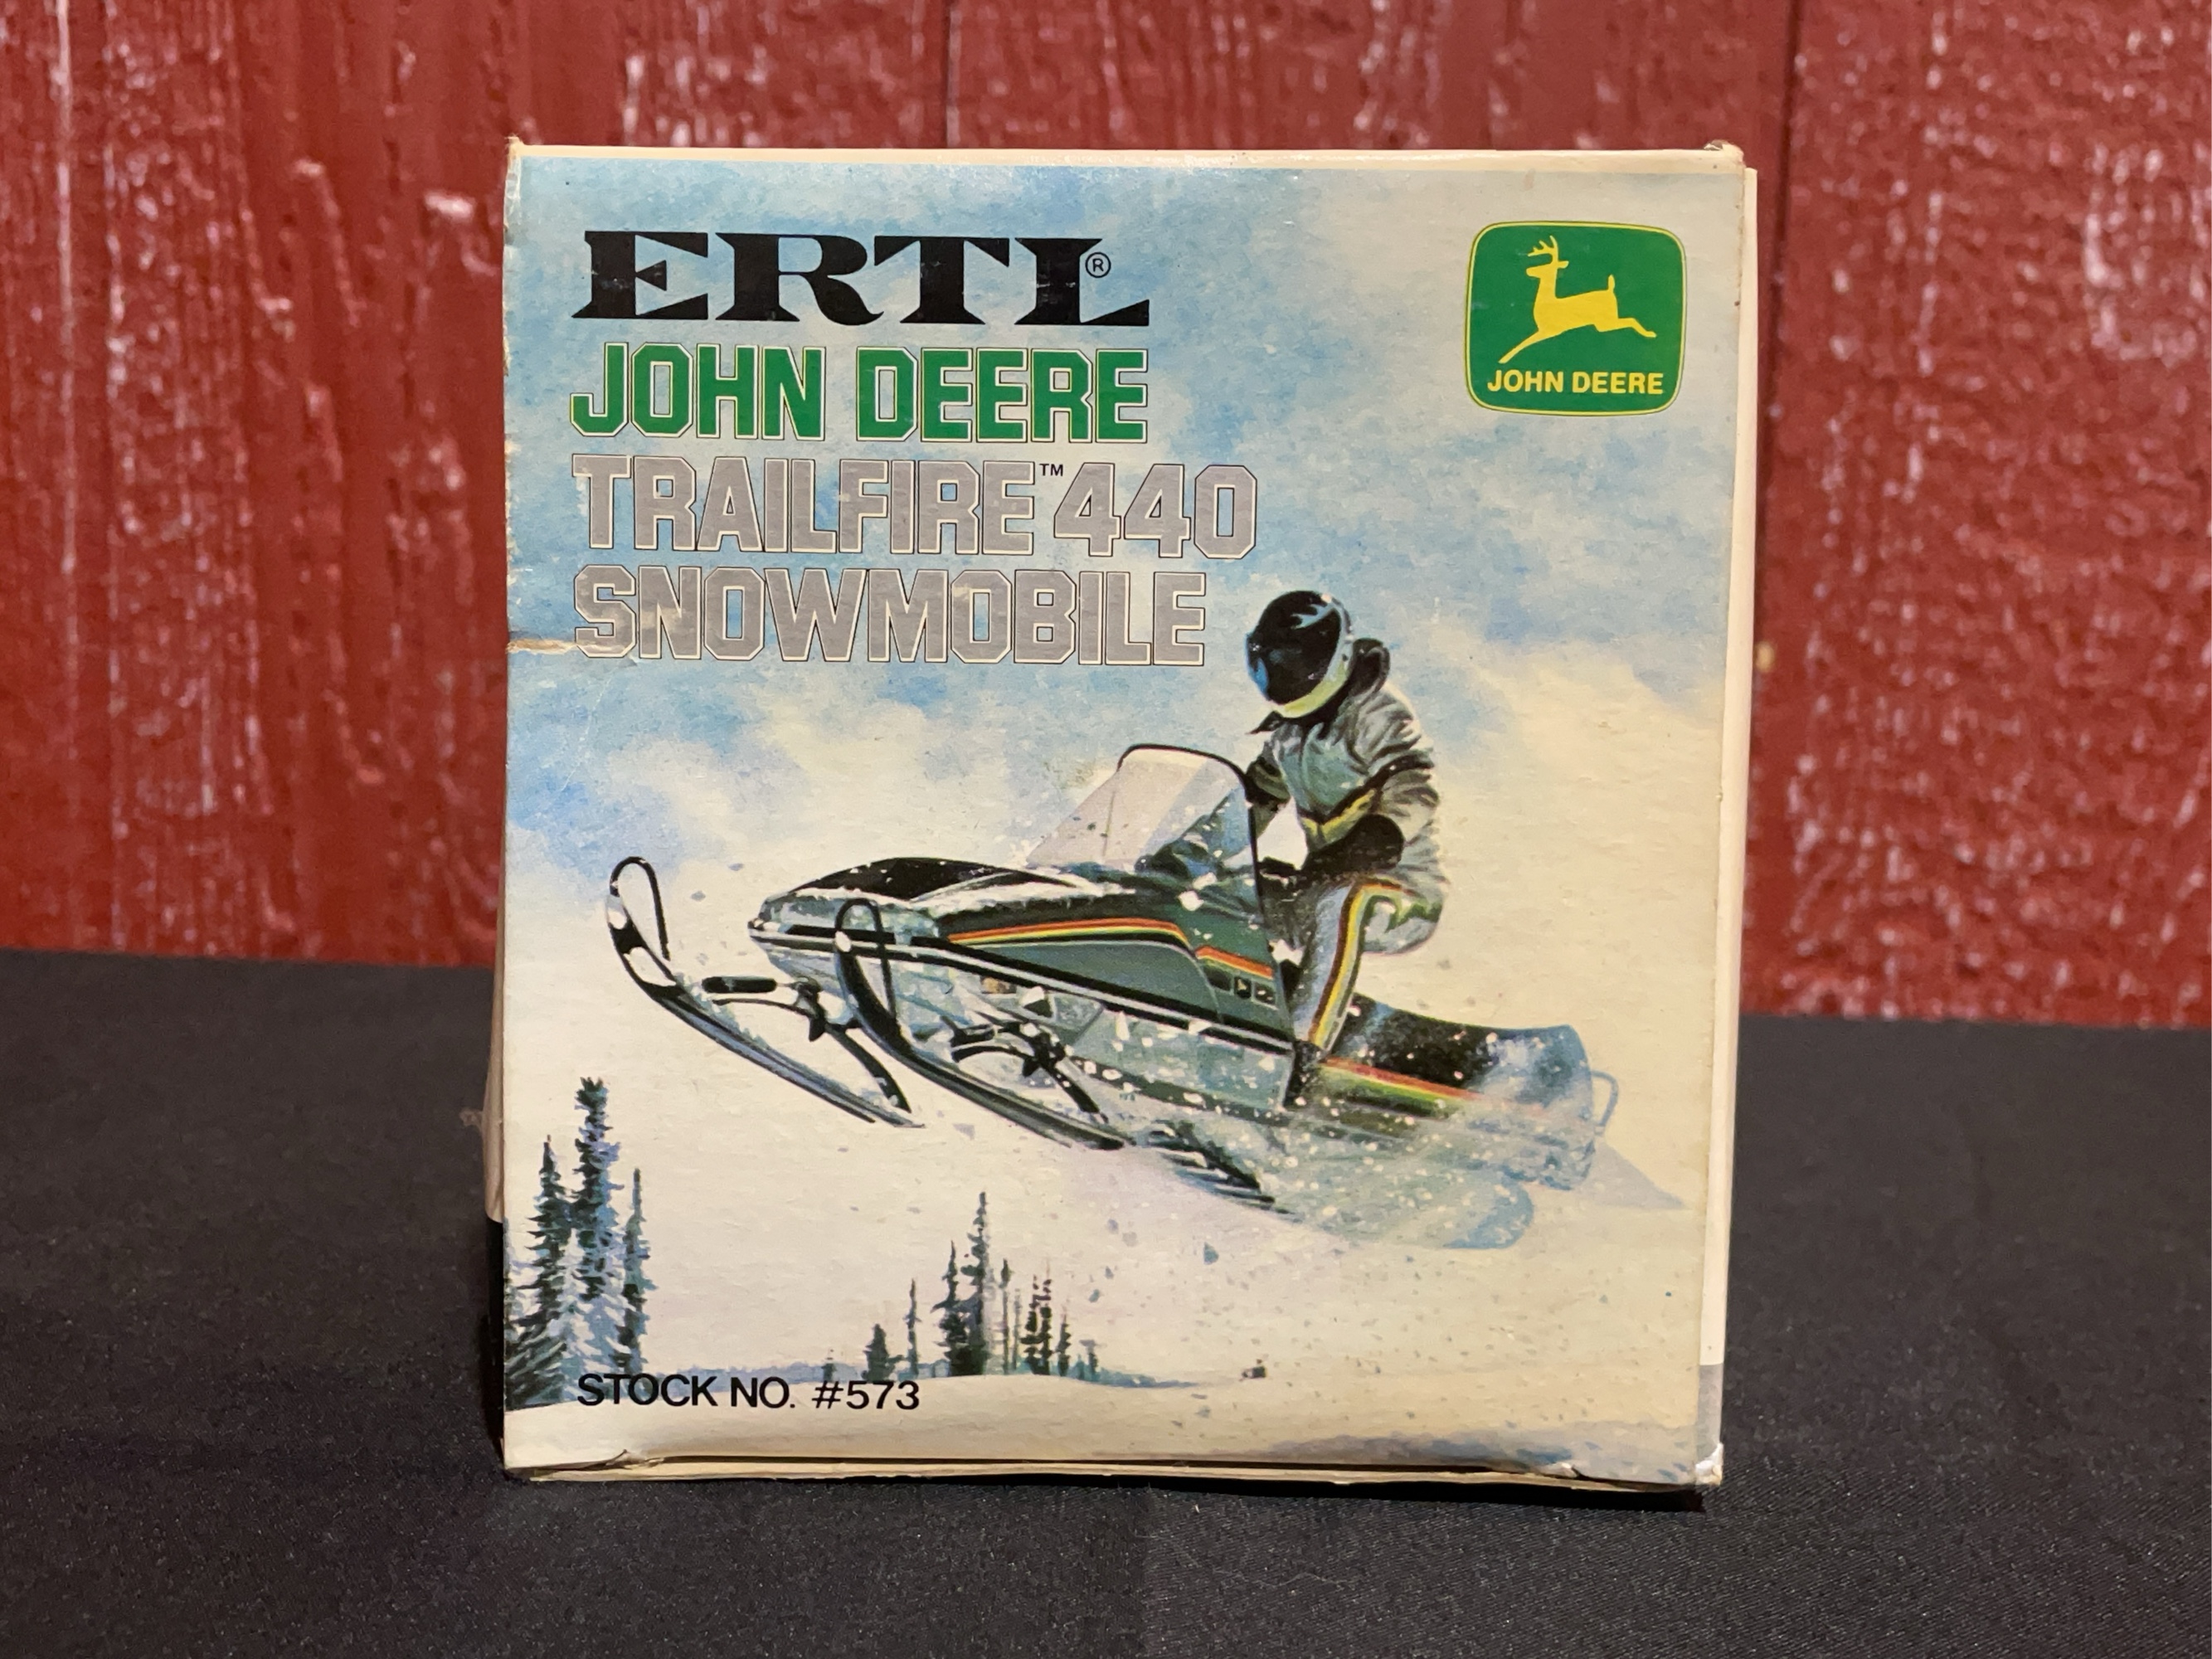 ERTL®
JOHN DEERE
TRAILFIRE™ 440
SNOWMOBILE
JOHN DEERE
STOCK NO. #573